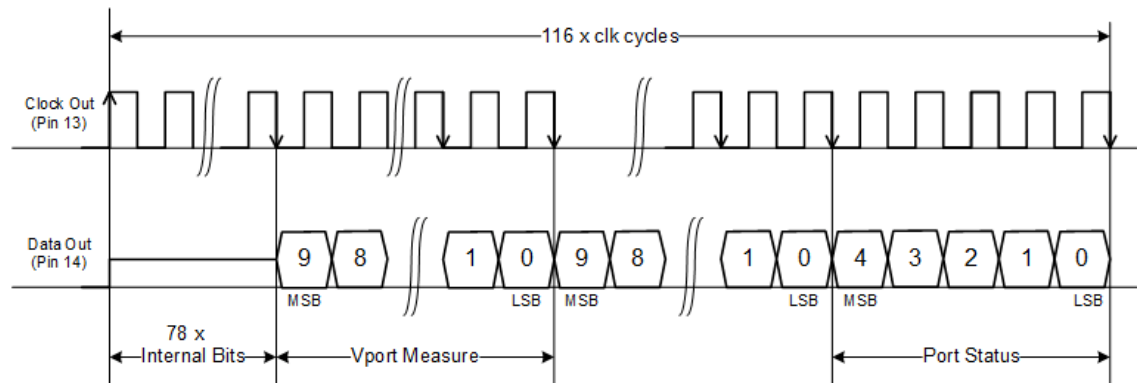 116 x clk cycles
Clock Out
(Pin 13)
Data Out
(Pin 14)
9 8 1 0 9 8 1 0 4 3 2 1 0
MSB LSB MSB LSB MSB LSB
78 x
Internal Bits Vport Measure Port Status